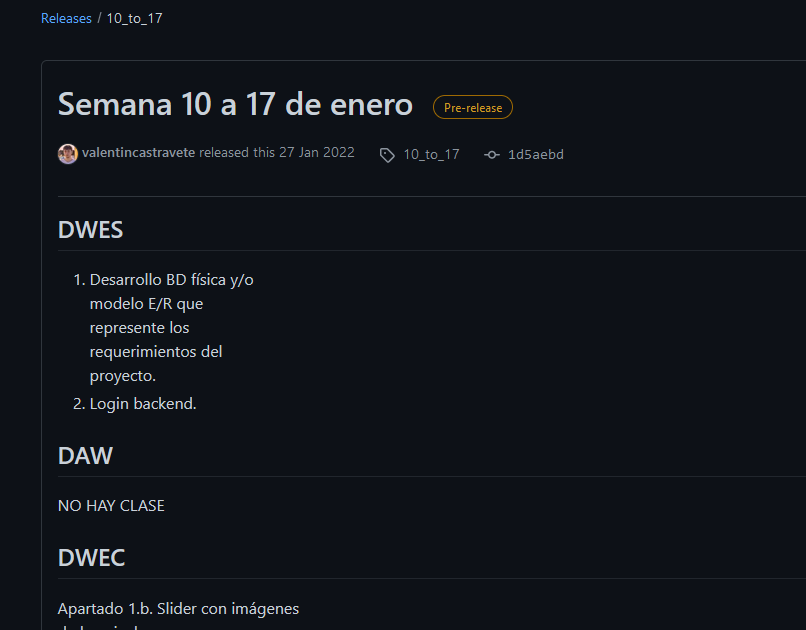 Releases / 10_to_17
Semana 10 a 17 de enero Pre-release
valentincastravete released this 27 Jan 2022 10_to_17 1d5aebd
DWES
1. Desarrollo BD física y/o
modelo E/R que
represente los
requerimientos del
proyecto.
2. Login backend.
DAW
NO HAY CLASE
DWEC
Apartado 1.b. Slider con imágenes